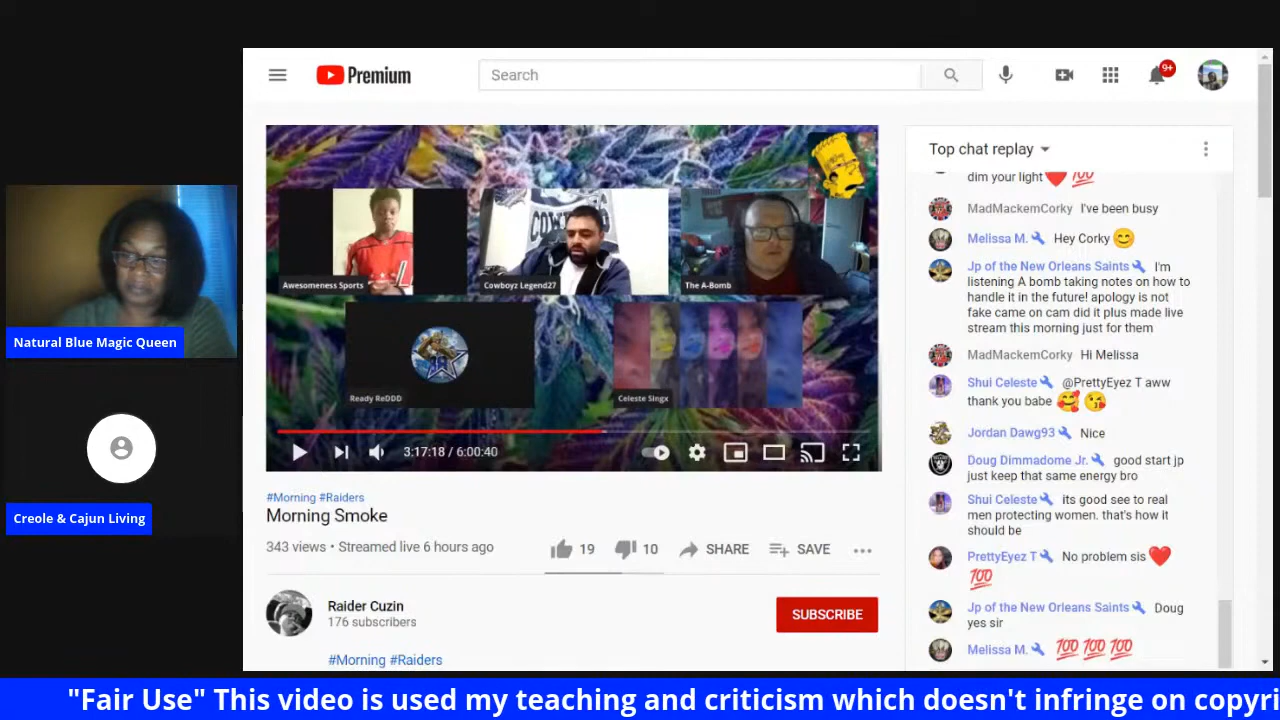 Premium
Search
9+
Natural Blue Magic Queen
Creole & Cajun Living
Awesomeness Sports
Cowboyz Legend27
The A-Bomb
Ready ReDDD
Celeste Singx
3:17:18 / 6:00:40
#Morning #Raiders
Morning Smoke
343 views • Streamed live 6 hours ago
19
10
SHARE
SAVE
Raider Cuzin
176 subscribers
SUBSCRIBE
#Morning #Raiders
Top chat replay
dim your light❤️💯
MadMackemCorky I've been busy
Melissa M. Hey Corky 😊
Jp of the New Orleans Saints I'm
listening A bomb taking notes on how to
handle it in the future! apology is not
fake came on cam did it plus made live
stream this morning just for them
MadMackemCorky Hi Melissa
Shui Celeste @PrettyEyez T aww
thank you babe 🥰 😘
Jordan Dawg93 Nice
Doug Dimmadome Jr. good start jp
just keep that same energy bro
Shui Celeste its good see to real
men protecting women. that's how it
should be
PrettyEyez T No problem sis ❤️
💯
Jp of the New Orleans Saints Doug
yes sir
Melissa M. 💯 💯 💯
"Fair Use" This video is used my teaching and criticism which doesn't infringe on copyri